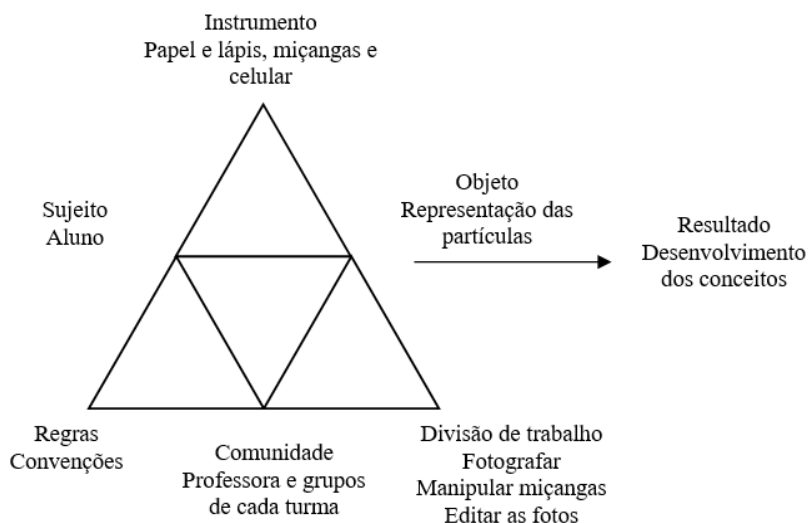 Instrumento
Papel e lápis, miçangas e
celular
Sujeito
Aluno
Objeto
Representação das
partículas
Resultado
Desenvolvimento
dos conceitos
Regras
Convenções
Comunidade
Professora e grupos
de cada turma
Divisão de trabalho
Fotografar
Manipular miçangas
Editar as fotos